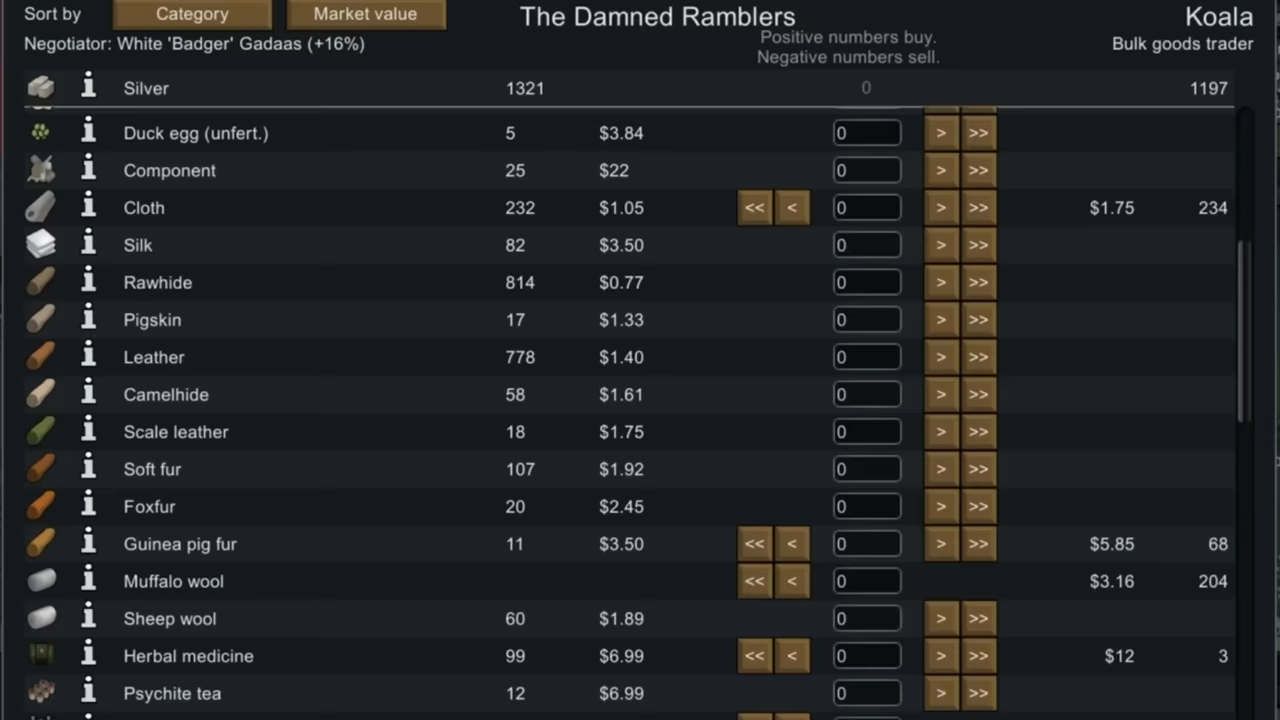 Sort by Category Market value The Damned Ramblers Koala
Negotiator: White 'Badger' Gadaas (+16%) Positive numbers buy. Bulk goods trader
Negative numbers sell.
Silver 1321 0 1197
Duck egg (unfert.) 5 $3.84 0 > >>
Component 25 $22 0 > >>
Cloth 232 $1.05 << < 0 > >> $1.75 234
Silk 82 $3.50 0 > >>
Rawhide 814 $0.77 0 > >>
Pigskin 17 $1.33 0 > >>
Leather 778 $1.40 0 > >>
Camelhide 58 $1.61 0 > >>
Scale leather 18 $1.75 0 > >>
Soft fur 107 $1.92 0 > >>
Foxfur 20 $2.45 0 > >>
Guinea pig fur 11 $3.50 << < 0 > >> $5.85 68
Muffalo wool << < 0 $3.16 204
Sheep wool 60 $1.89 0 > >>
Herbal medicine 99 $6.99 << < 0 > >> $12 3
Psychite tea 12 $6.99 0 > >>